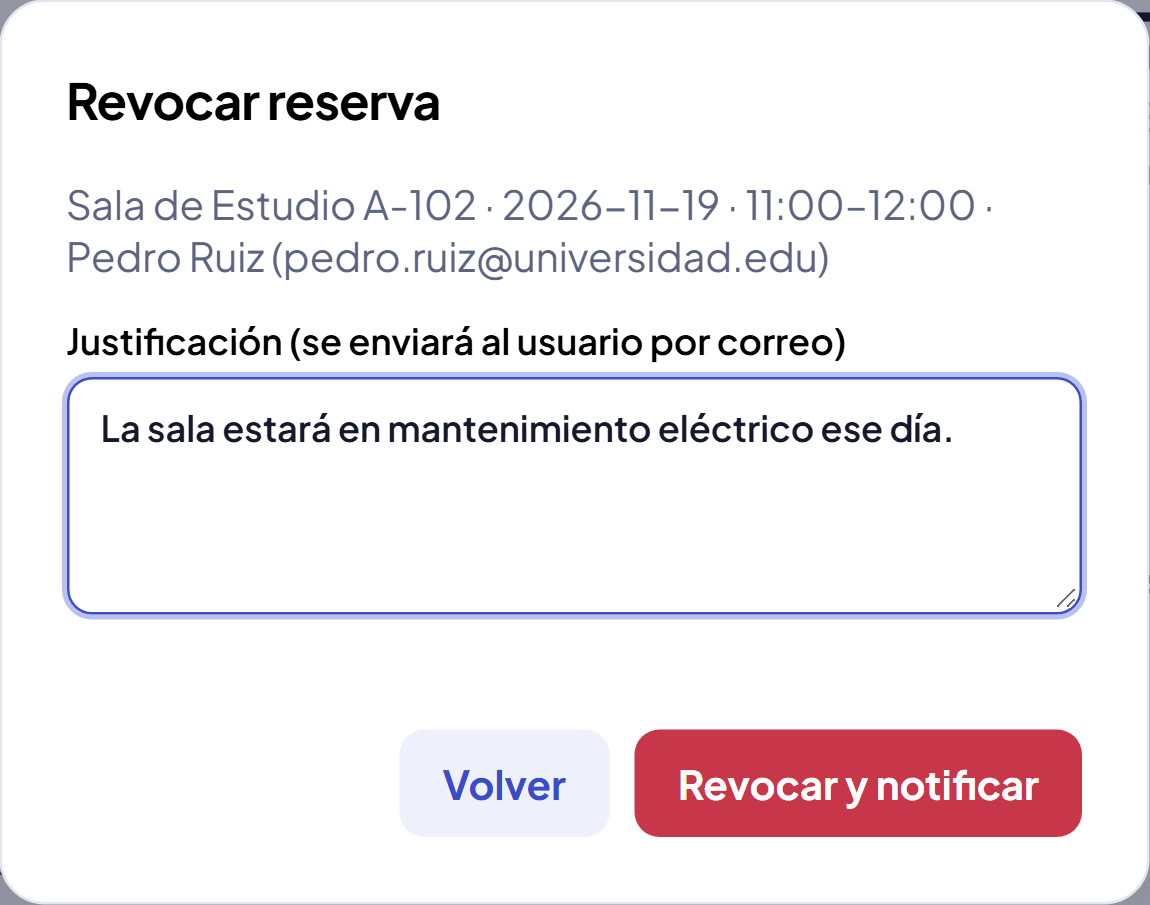 Revocar reserva
Sala de Estudio A-102 · 2026-11-19 · 11:00–12:00 ·
Pedro Ruiz (pedro.ruiz@universidad.edu)
Justificación (se enviará al usuario por correo)
La sala estará en mantenimiento eléctrico ese día.
Volver
Revocar y notificar